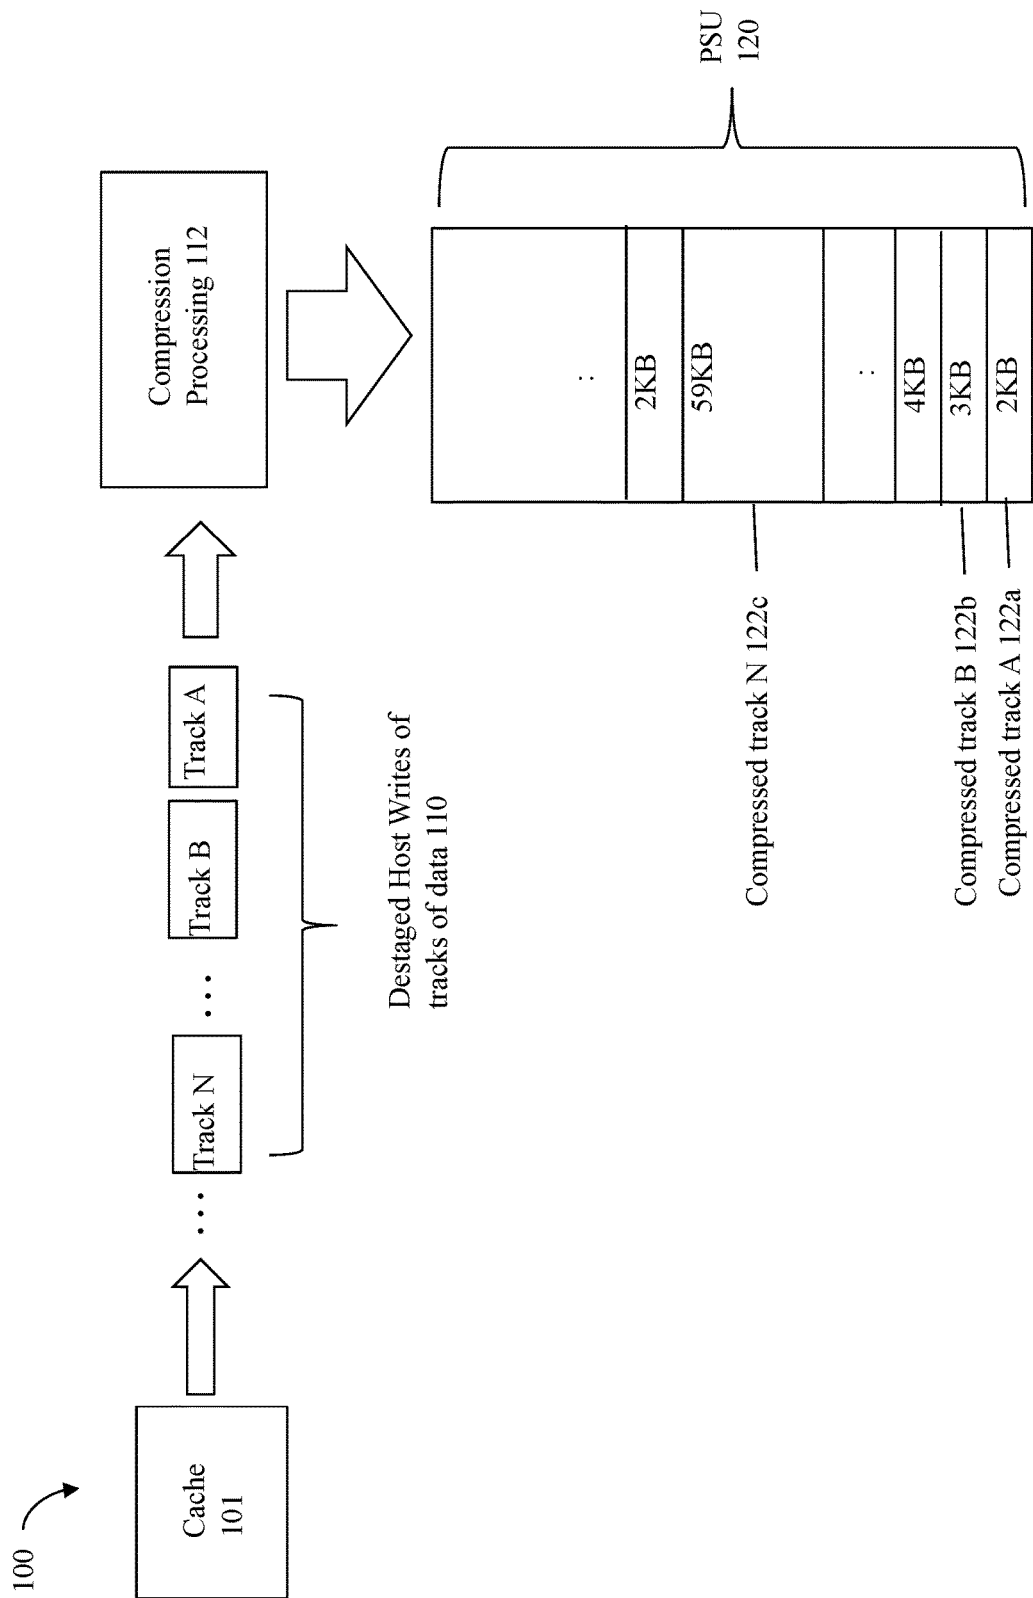 100
Cache
101
...
Track N
...
Track B
Track A
Destaged Host Writes of
tracks of data 110
Compression
Processing 112
PSU
120
:
2KB
59KB
:
4KB
3KB
2KB
Compressed track N 122c
Compressed track B 122b
Compressed track A 122a